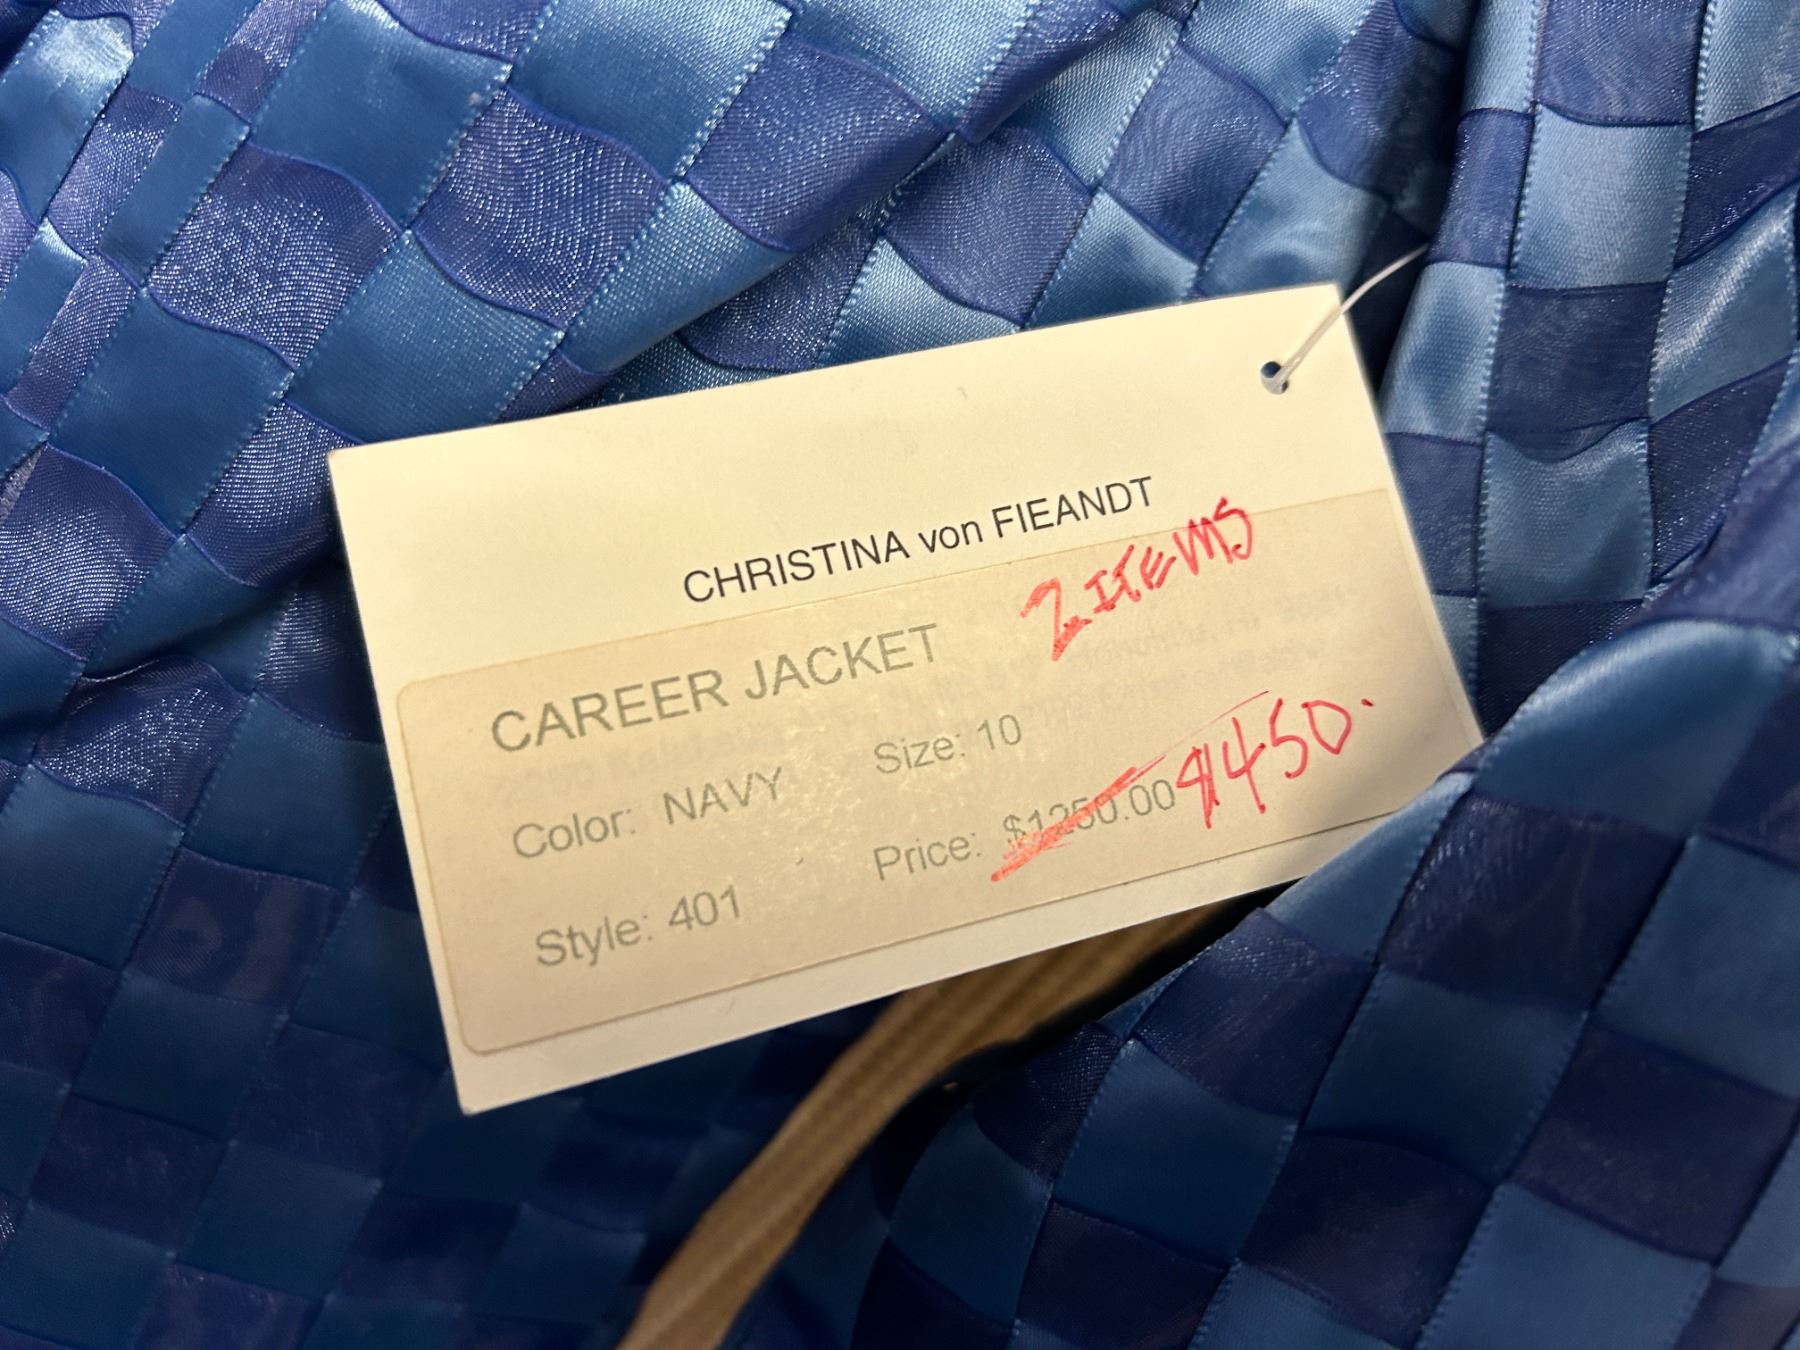 CHRISTINA von FIEANDT
2 ITEMS
CAREER JACKET
Color: NAVY Size: 10
Style: 401 Price: $1250.00 $450.